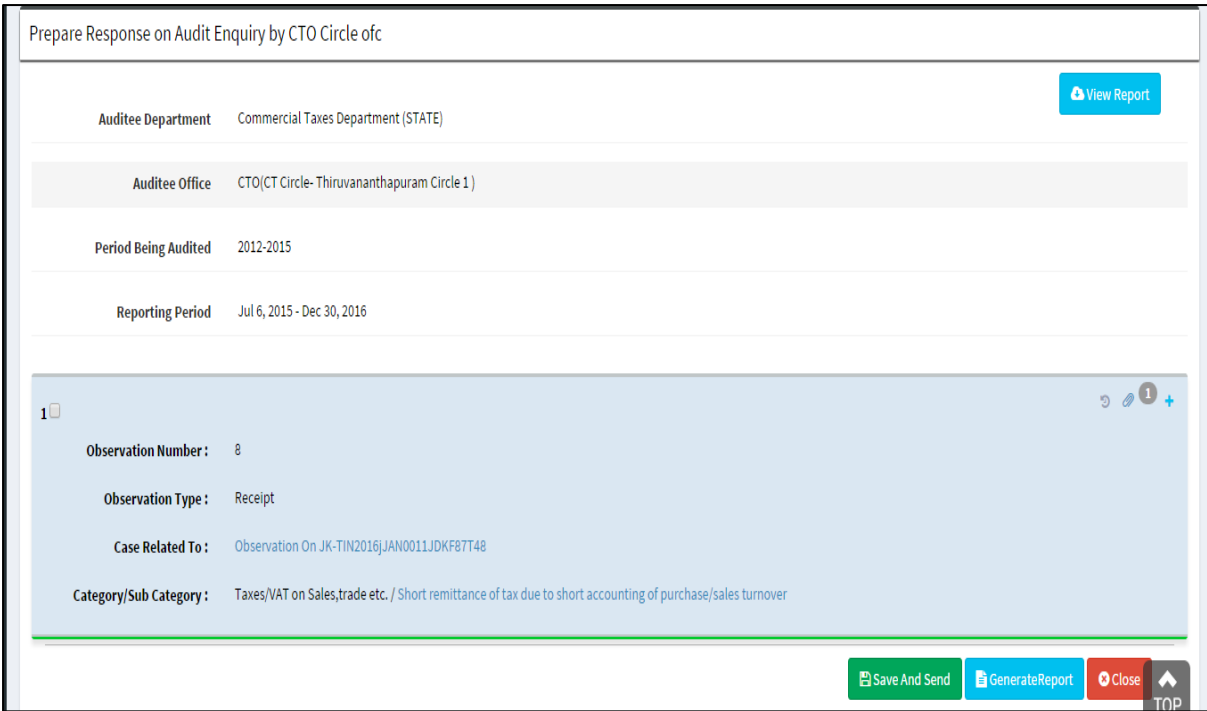 Prepare Response on Audit Enquiry by CTO Circle ofc
View Report
Auditee Department Commercial Taxes Department (STATE)
Auditee Office CTO(CT Circle- Thiruvananthapuram Circle 1 )
Period Being Audited 2012-2015
Reporting Period Jul 6, 2015 - Dec 30, 2016
1 1 +
Observation Number : 8
Observation Type : Receipt
Case Related To : Observation On JK-TIN2016jJAN0011JDKF87T48
Category/Sub Category : Taxes/VAT on Sales,trade etc. / Short remittance of tax due to short accounting of purchase/sales turnover
Save And Send GenerateReport Close TOP